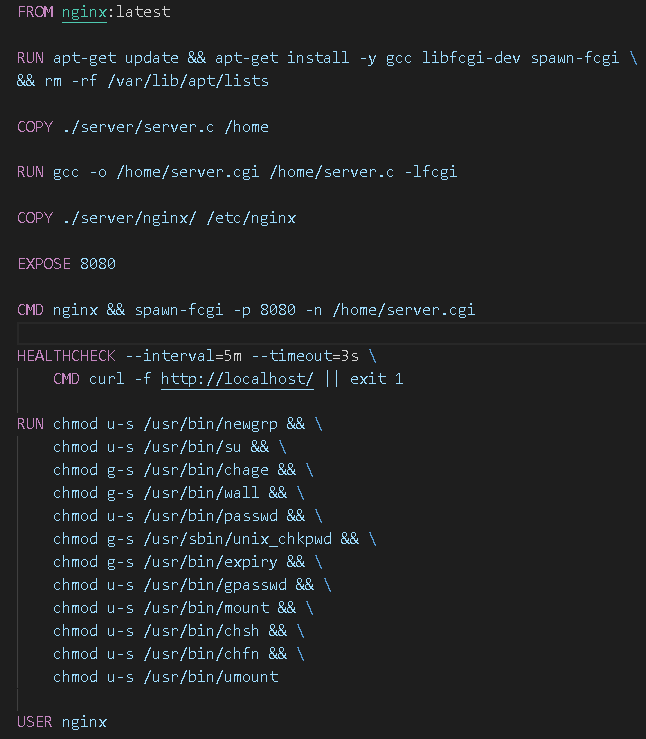 FROM nginx:latest
RUN apt-get update && apt-get install -y gcc libfcgi-dev spawn-fcgi \
&& rm -rf /var/lib/apt/lists
COPY ./server/server.c /home
RUN gcc -o /home/server.cgi /home/server.c -lfcgi
COPY ./server/nginx/ /etc/nginx
EXPOSE 8080
CMD nginx && spawn-fcgi -p 8080 -n /home/server.cgi
HEALTHCHECK --interval=5m --timeout=3s \
CMD curl -f http://localhost/ || exit 1
RUN chmod u-s /usr/bin/newgrp && \
chmod u-s /usr/bin/su && \
chmod g-s /usr/bin/chage && \
chmod g-s /usr/bin/wall && \
chmod u-s /usr/bin/passwd && \
chmod g-s /usr/sbin/unix_chkpwd && \
chmod g-s /usr/bin/expiry && \
chmod u-s /usr/bin/gpasswd && \
chmod u-s /usr/bin/mount && \
chmod u-s /usr/bin/chsh && \
chmod u-s /usr/bin/chfn && \
chmod u-s /usr/bin/umount
USER nginx